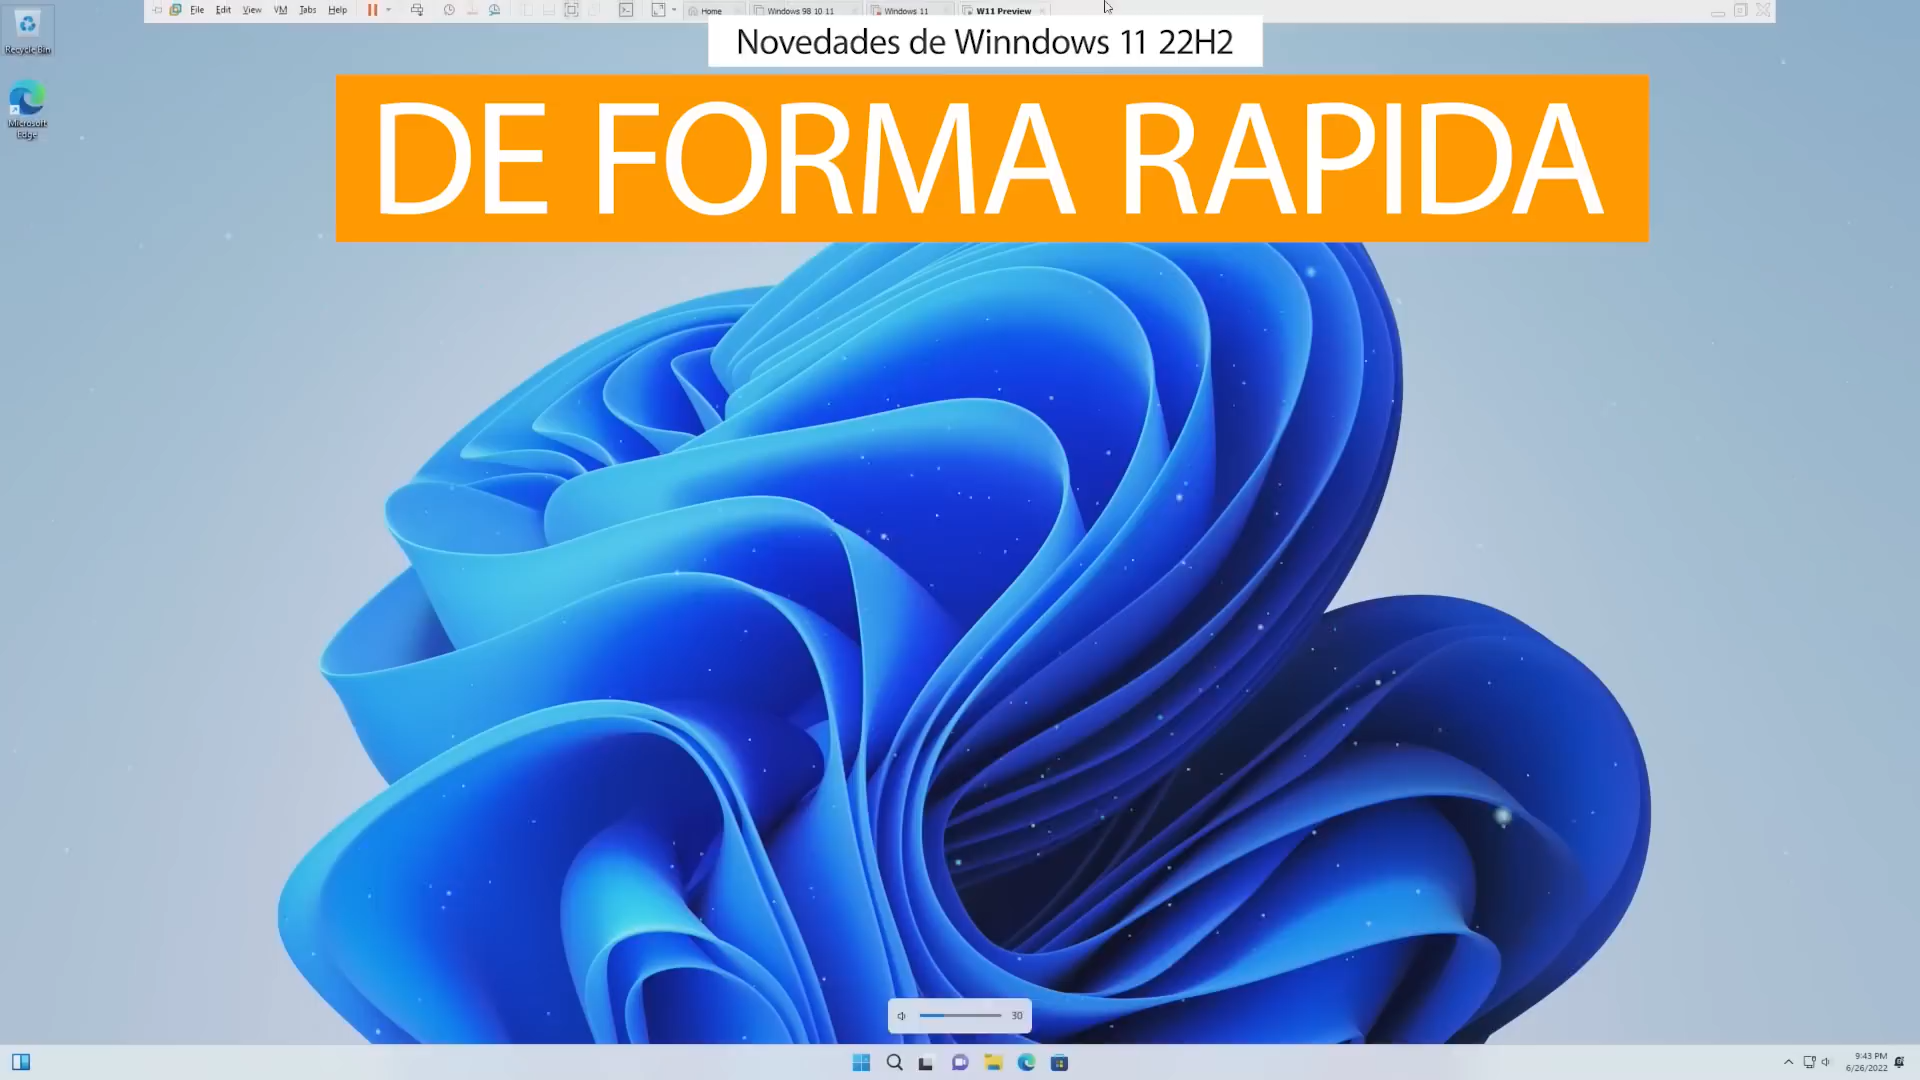 File Edit View VM Tabs Help Home Windows 98 10 11 Windows 11 W11 Preview
Novedades de Winndows 11 22H2
DE FORMA RAPIDA
Recycle Bin
Microsoft
Edge
30
9:43 PM
6/26/2022